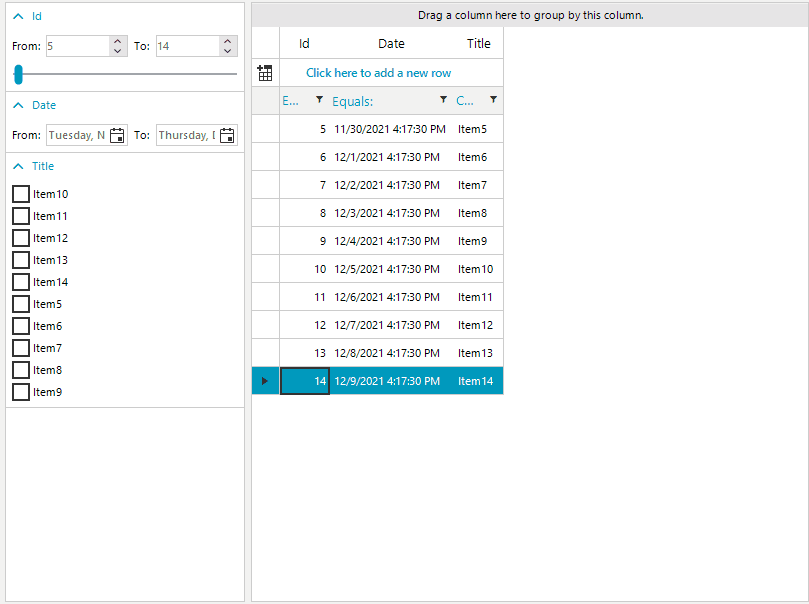 Id
From: 5 To: 14
Date
From: Tuesday, N To: Thursday, D
Title
Item10
Item11
Item12
Item13
Item14
Item5
Item6
Item7
Item8
Item9
Drag a column here to group by this column.
Id Date Title
Click here to add a new row
E... Equals: C...
5 11/30/2021 4:17:30 PM Item5
6 12/1/2021 4:17:30 PM Item6
7 12/2/2021 4:17:30 PM Item7
8 12/3/2021 4:17:30 PM Item8
9 12/4/2021 4:17:30 PM Item9
10 12/5/2021 4:17:30 PM Item10
11 12/6/2021 4:17:30 PM Item11
12 12/7/2021 4:17:30 PM Item12
13 12/8/2021 4:17:30 PM Item13
14 12/9/2021 4:17:30 PM Item14